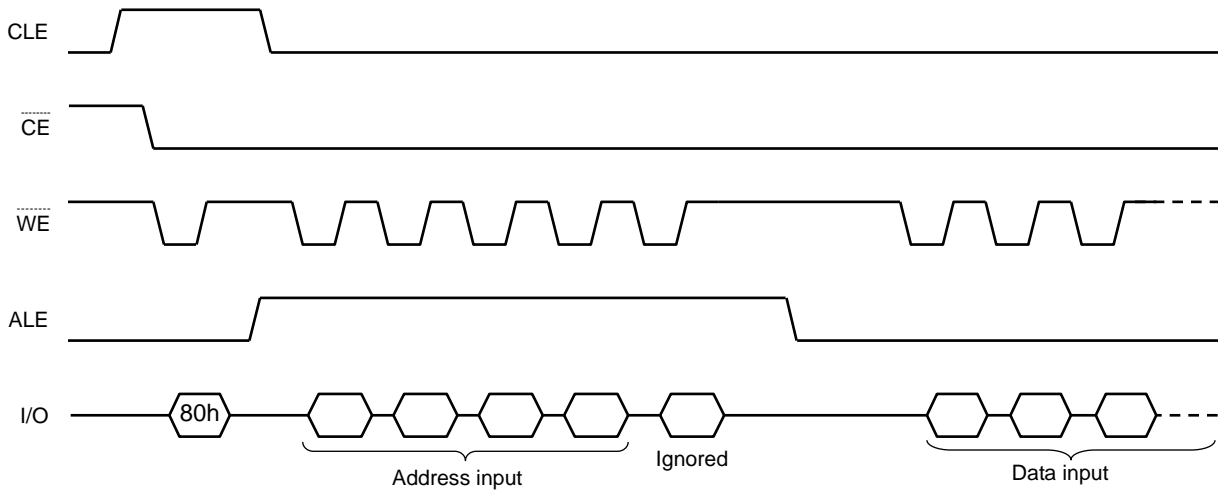 CLE
CE
WE
ALE
I/O
80h
Address input
Ignored
Data input